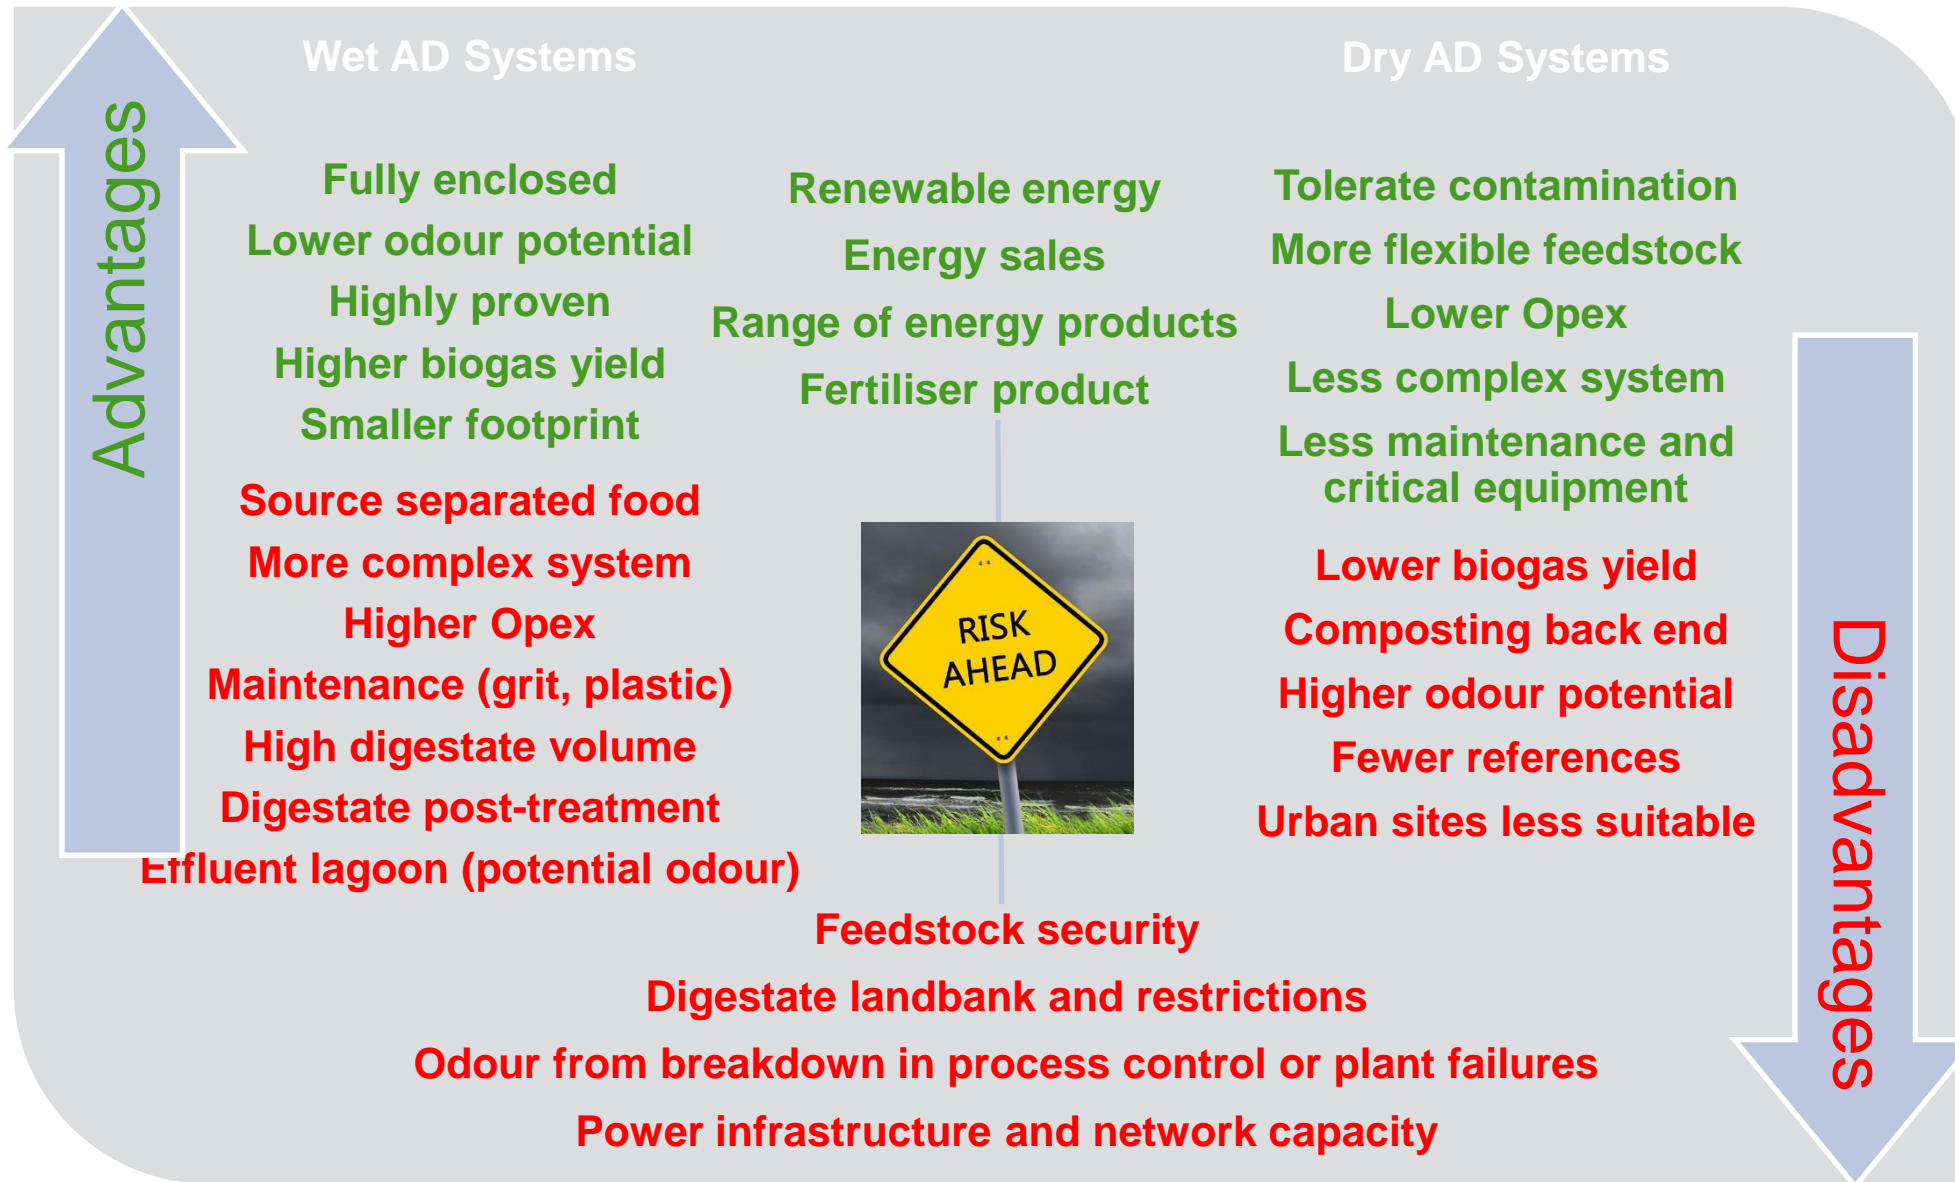 Wet AD Systems
Dry AD Systems
Advantages
Fully enclosed
Lower odour potential
Highly proven
Higher biogas yield
Smaller footprint
Source separated food
More complex system
Higher Opex
Maintenance (grit, plastic)
High digestate volume
Digestate post-treatment
Effluent lagoon (potential odour)
Renewable energy
Energy sales
Range of energy products
Fertiliser product
RISK
AHEAD
Tolerate contamination
More flexible feedstock
Lower Opex
Less complex system
Less maintenance and
critical equipment
Lower biogas yield
Composting back end
Higher odour potential
Fewer references
Urban sites less suitable
Disadvantages
Feedstock security
Digestate landbank and restrictions
Odour from breakdown in process control or plant failures
Power infrastructure and network capacity